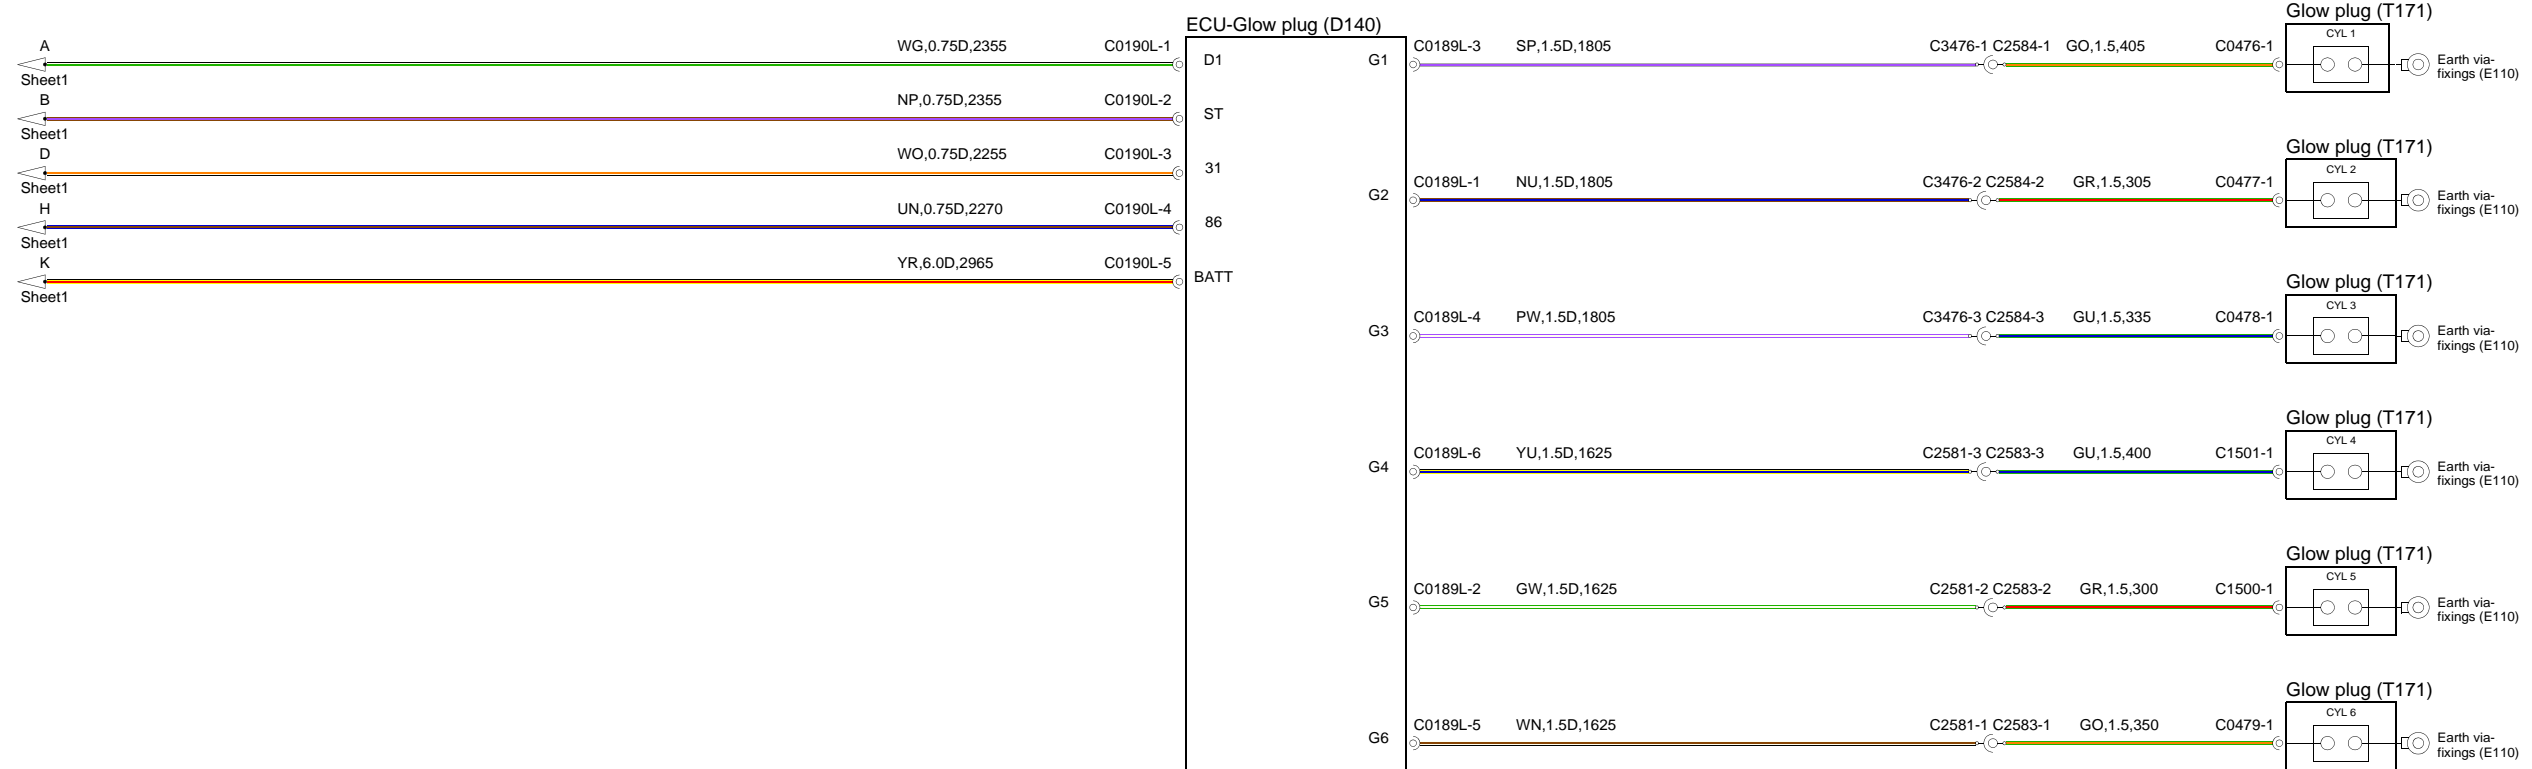 ECU-Glow plug (D140)
A WG,0.75D,2355 C0190L-1 D1
Sheet1
B NP,0.75D,2355 C0190L-2 ST
Sheet1
D WO,0.75D,2255 C0190L-3 31
Sheet1
H UN,0.75D,2270 C0190L-4 86
Sheet1
K YR,6.0D,2965 C0190L-5 BATT
Sheet1
Glow plug (T171)
CYL 1
G1 C0189L-3 SP,1.5D,1805 C3476-1 C2584-1 GO,1.5,405 C0476-1
Earth via-
fixings (E110)
Glow plug (T171)
CYL 2
G2 C0189L-1 NU,1.5D,1805 C3476-2 C2584-2 GR,1.5,305 C0477-1
Earth via-
fixings (E110)
Glow plug (T171)
CYL 3
G3 C0189L-4 PW,1.5D,1805 C3476-3 C2584-3 GU,1.5,335 C0478-1
Earth via-
fixings (E110)
Glow plug (T171)
CYL 4
G4 C0189L-6 YU,1.5D,1625 C2581-3 C2583-3 GU,1.5,400 C1501-1
Earth via-
fixings (E110)
Glow plug (T171)
CYL 5
G5 C0189L-2 GW,1.5D,1625 C2581-2 C2583-2 GR,1.5,300 C1500-1
Earth via-
fixings (E110)
Glow plug (T171)
CYL 6
G6 C0189L-5 WN,1.5D,1625 C2581-1 C2583-1 GO,1.5,350 C0479-1
Earth via-
fixings (E110)